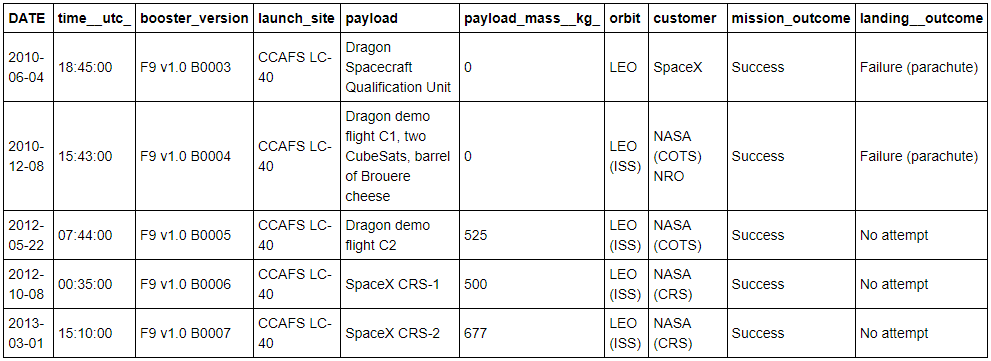 DATE time__utc_ booster_version launch_site payload payload_mass__kg_ orbit customer mission_outcome landing__outcome
2010-06-04 18:45:00 F9 v1.0 B0003 CCAFS LC-40 Dragon Spacecraft Qualification Unit 0 LEO SpaceX Success Failure (parachute)
2010-12-08 15:43:00 F9 v1.0 B0004 CCAFS LC-40 Dragon demo flight C1, two CubeSats, barrel of Brouere cheese 0 LEO (ISS) NASA (COTS) NRO Success Failure (parachute)
2012-05-22 07:44:00 F9 v1.0 B0005 CCAFS LC-40 Dragon demo flight C2 525 LEO (ISS) NASA (COTS) Success No attempt
2012-10-08 00:35:00 F9 v1.0 B0006 CCAFS LC-40 SpaceX CRS-1 500 LEO (ISS) NASA (CRS) Success No attempt
2013-03-01 15:10:00 F9 v1.0 B0007 CCAFS LC-40 SpaceX CRS-2 677 LEO (ISS) NASA (CRS) Success No attempt